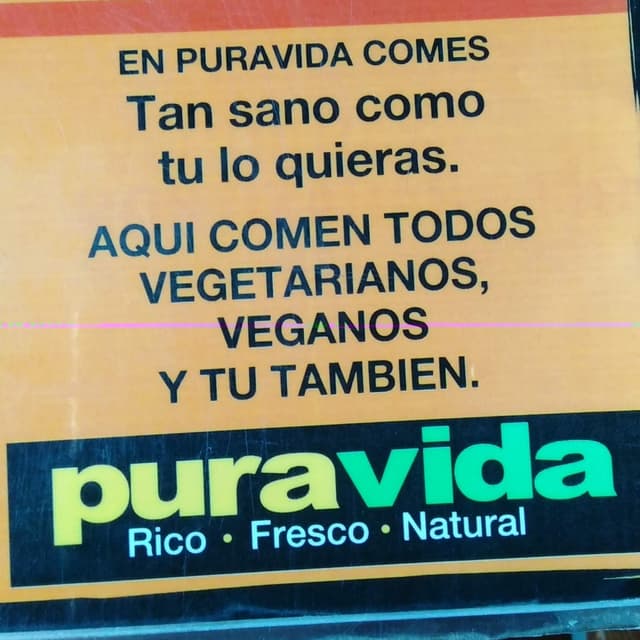 EN PURAVIDA COMES
Tan sano como
tu lo quieras.
AQUI COMEN TODOS
VEGETARIANOS,
VEGANOS
Y TU TAMBIEN.
puravida
Rico · Fresco · Natural